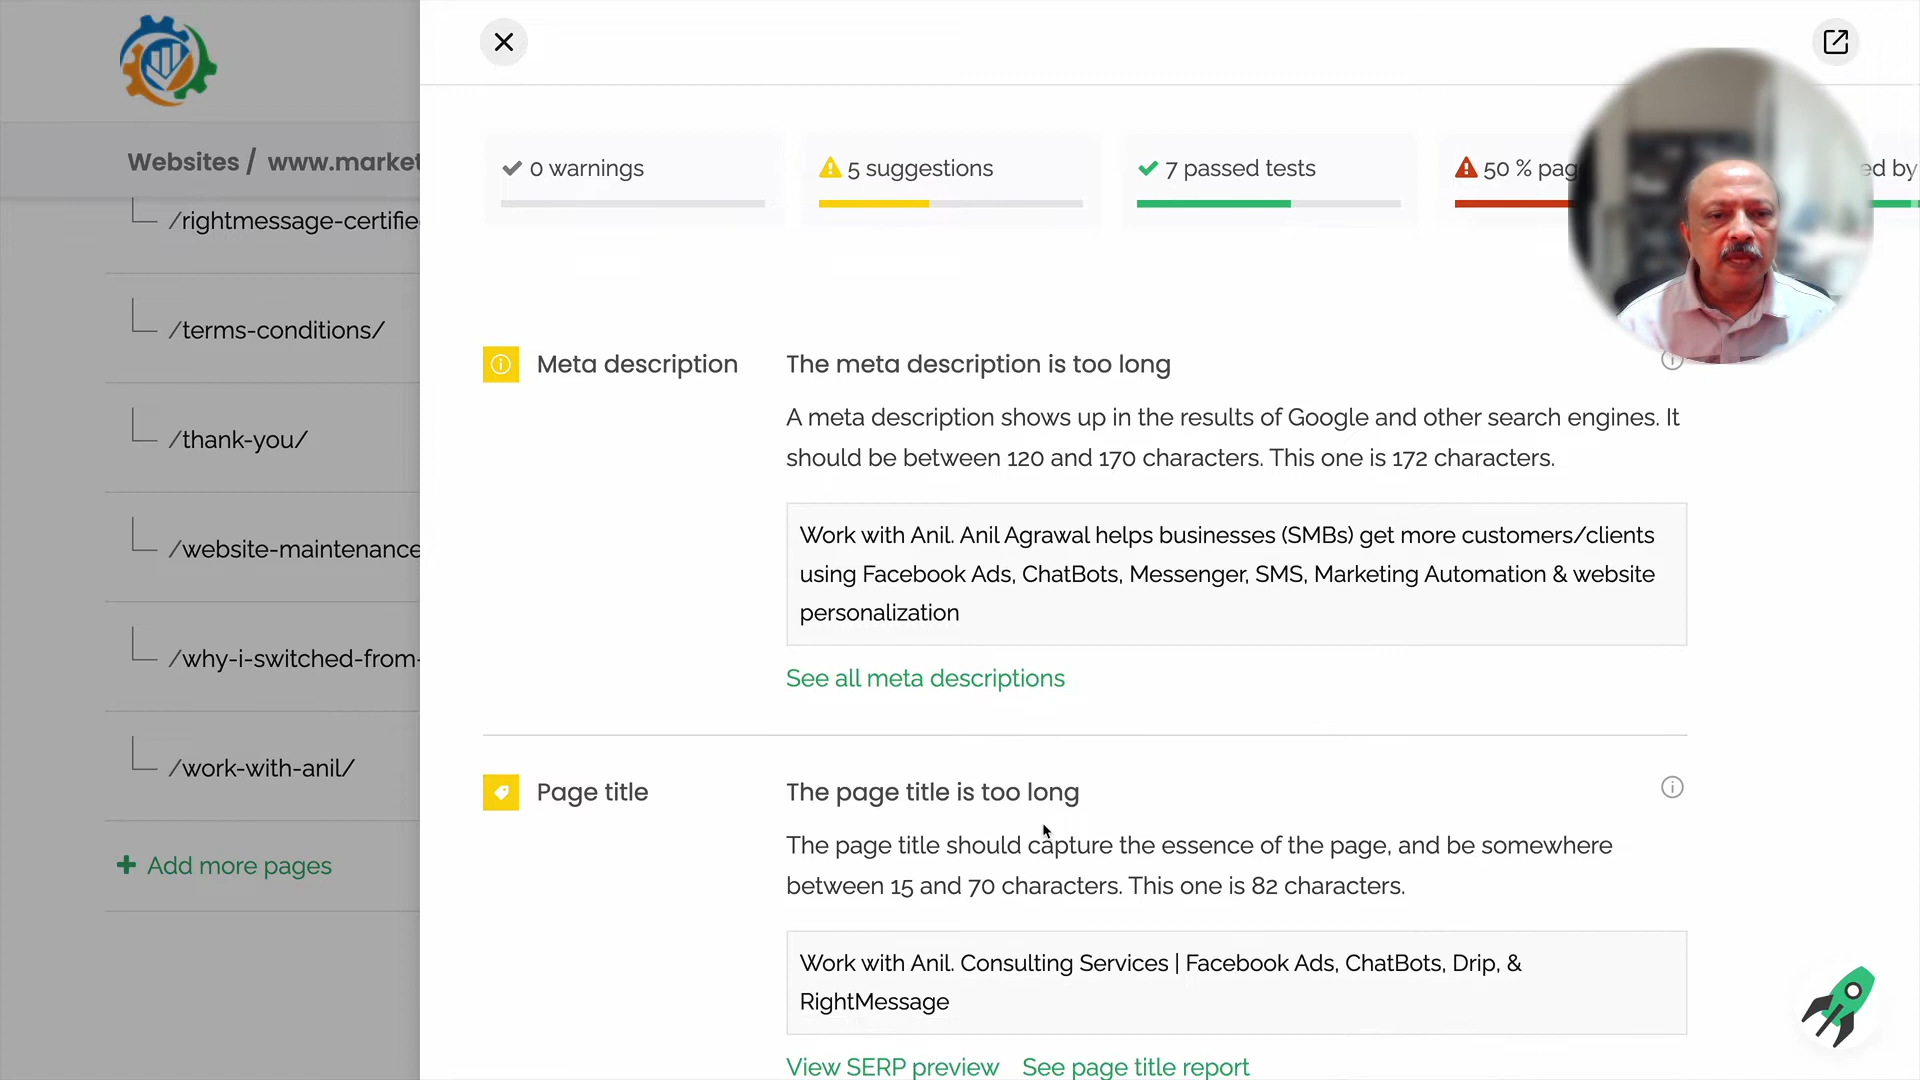 Websites / www.market
/rightmessage-certifie
/terms-conditions/
/thank-you/
/website-maintenance
/why-i-switched-from-
/work-with-anil/
Add more pages
0 warnings
5 suggestions
7 passed tests
50 % pag
ed by
Meta description
The meta description is too long
A meta description shows up in the results of Google and other search engines. It
should be between 120 and 170 characters. This one is 172 characters.
Work with Anil. Anil Agrawal helps businesses (SMBs) get more customers/clients
using Facebook Ads, ChatBots, Messenger, SMS, Marketing Automation & website
personalization
See all meta descriptions
Page title
The page title is too long
The page title should capture the essence of the page, and be somewhere
between 15 and 70 characters. This one is 82 characters.
Work with Anil. Consulting Services | Facebook Ads, ChatBots, Drip, &
RightMessage
View SERP preview See page title report